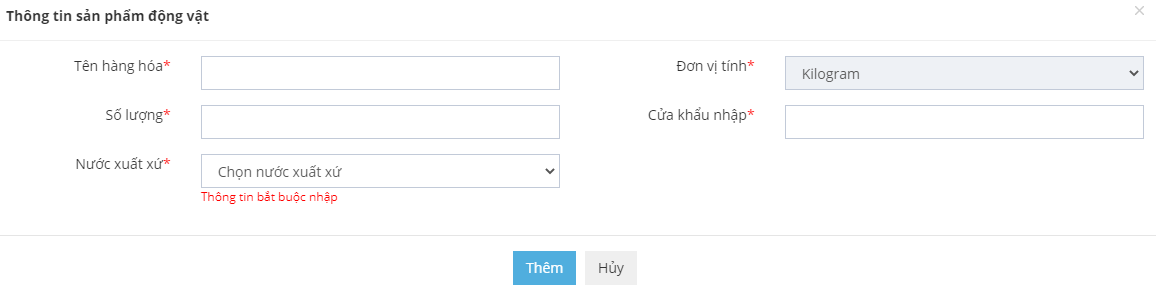 Thông tin sản phẩm động vật
×
Tên hàng hóa*
Đơn vị tính*
Kilogram
Số lượng*
Cửa khẩu nhập*
Nước xuất xứ*
Chọn nước xuất xứ
Thông tin bắt buộc nhập
Thêm
Hủy